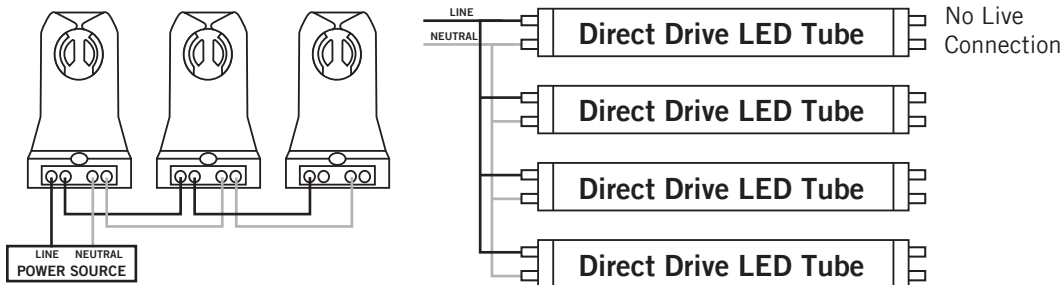 LINE NEUTRAL
POWER SOURCE
LINE
NEUTRAL
Direct Drive LED Tube
No Live
Connection
Direct Drive LED Tube
Direct Drive LED Tube
Direct Drive LED Tube